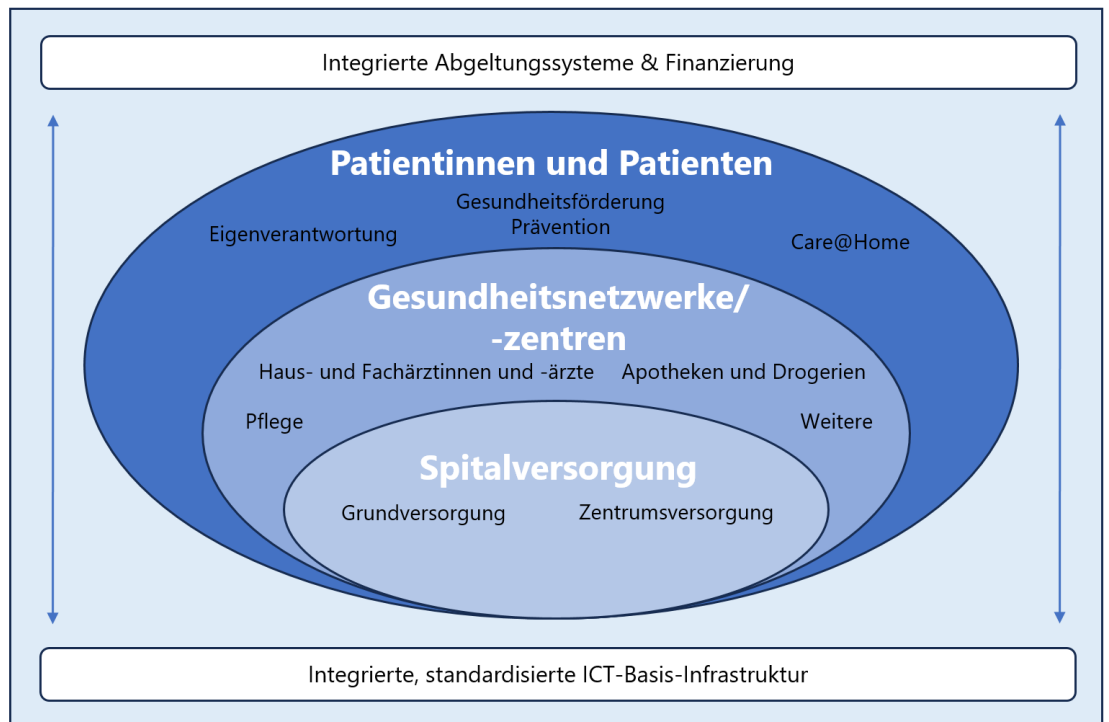 Integrierte Abgeltungssysteme & Finanzierung
Patientinnen und Patienten
Gesundheitsförderung
Prävention
Eigenverantwortung
Care@Home
Gesundheitsnetzwerke/
-zentren
Haus- und Fachärztinnen und -ärzte
Apotheken und Drogerien
Pflege
Weitere
Spitalversorgung
Grundversorgung
Zentrumsversorgung
Integrierte, standardisierte ICT-Basis-Infrastruktur